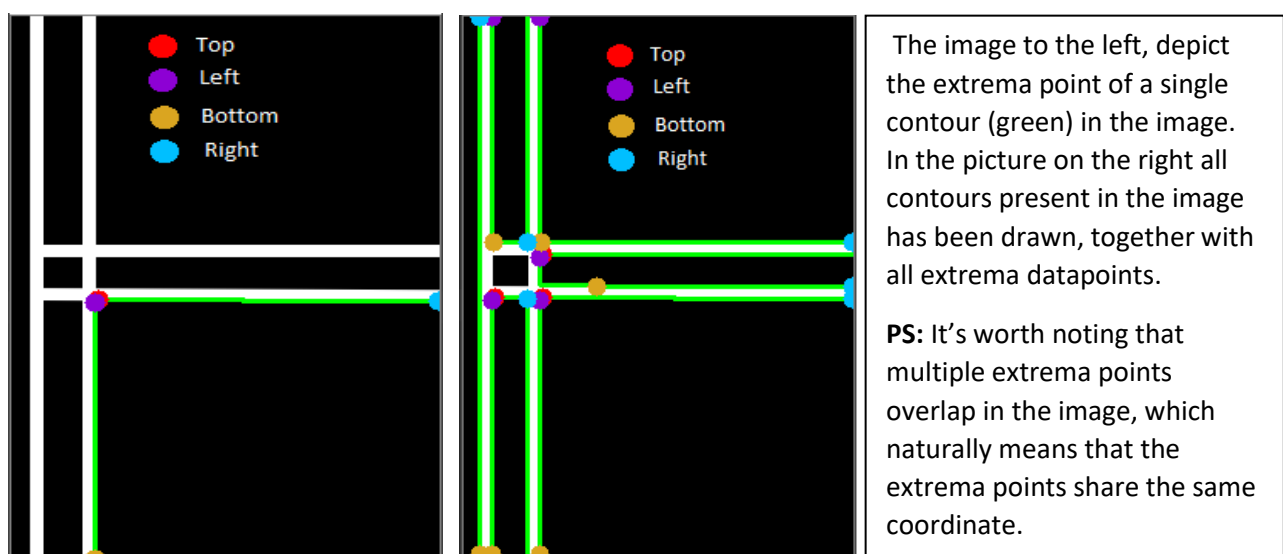 Top
Left
Bottom
Right
Top
Left
Bottom
Right
The image to the left, depict
the extrema point of a single
contour (green) in the image.
In the picture on the right all
contours present in the image
has been drawn, together with
all extrema datapoints.
PS: It’s worth noting that
multiple extrema points
overlap in the image, which
naturally means that the
extrema points share the same
coordinate.